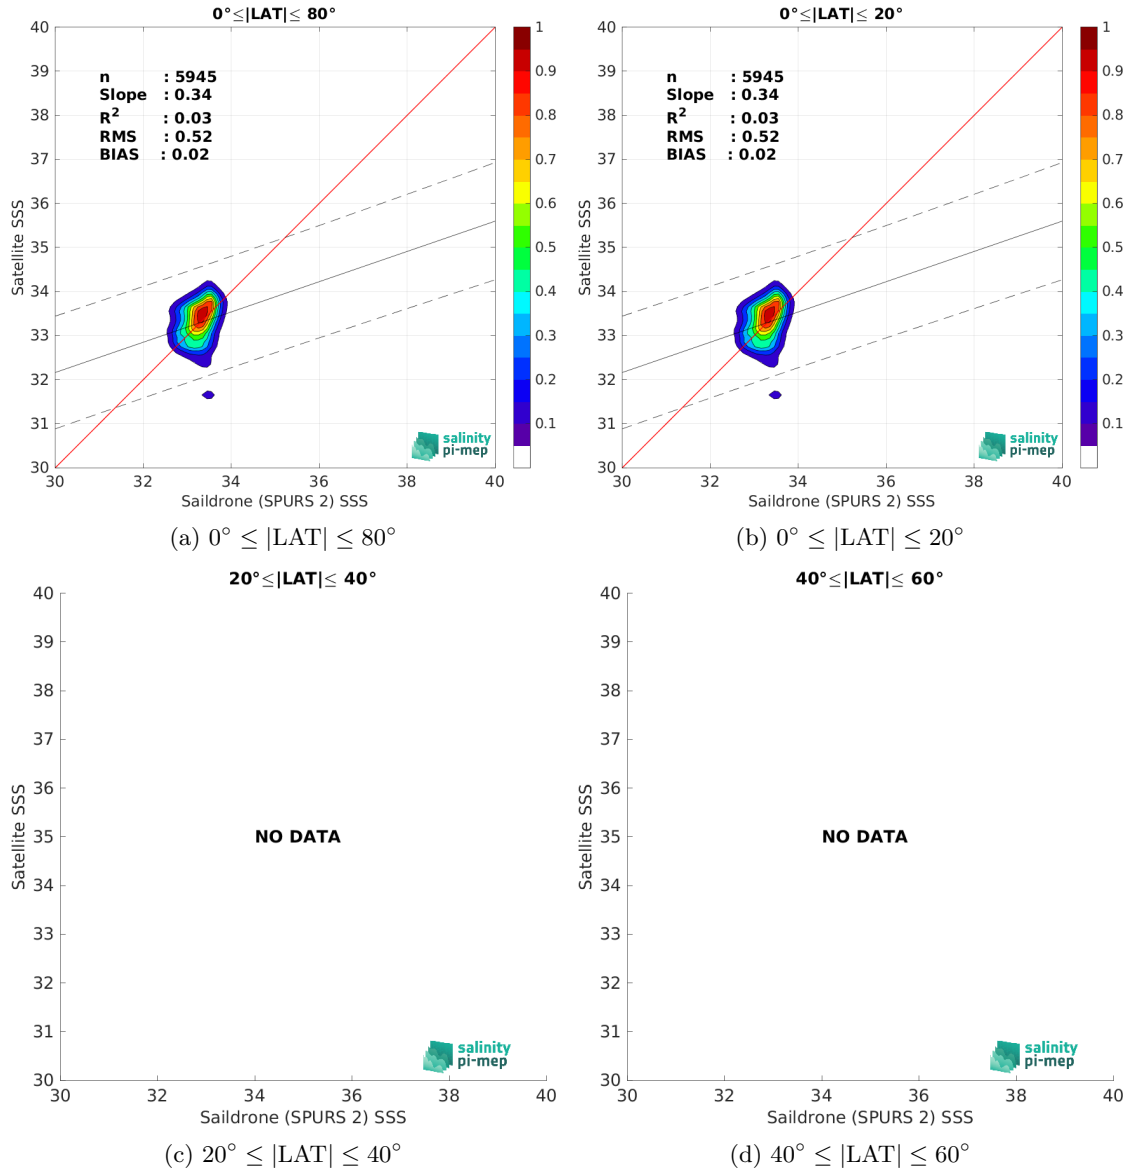 0°≤|LAT|≤ 80°
40
39
38
37
36
35
34
33
32
31
30
Satellite SSS
n : 5945
Slope : 0.34
R² : 0.03
RMS : 0.52
BIAS : 0.02
salinity
pi-mep
30 32 34 36 38 40
Saildrone (SPURS 2) SSS
1
0.9
0.8
0.7
0.6
0.5
0.4
0.3
0.2
0.1
(a) 0° ≤ |LAT| ≤ 80°
0°≤|LAT|≤ 20°
40
39
38
37
36
35
34
33
32
31
30
Satellite SSS
n : 5945
Slope : 0.34
R² : 0.03
RMS : 0.52
BIAS : 0.02
salinity
pi-mep
30 32 34 36 38 40
Saildrone (SPURS 2) SSS
1
0.9
0.8
0.7
0.6
0.5
0.4
0.3
0.2
0.1
(b) 0° ≤ |LAT| ≤ 20°
20°≤|LAT|≤ 40°
40
39
38
37
36
35
34
33
32
31
30
Satellite SSS
NO DATA
salinity
pi-mep
30 32 34 36 38 40
Saildrone (SPURS 2) SSS
(c) 20° ≤ |LAT| ≤ 40°
40°≤|LAT|≤ 60°
40
39
38
37
36
35
34
33
32
31
30
Satellite SSS
NO DATA
salinity
pi-mep
30 32 34 36 38 40
Saildrone (SPURS 2) SSS
(d) 40° ≤ |LAT| ≤ 60°